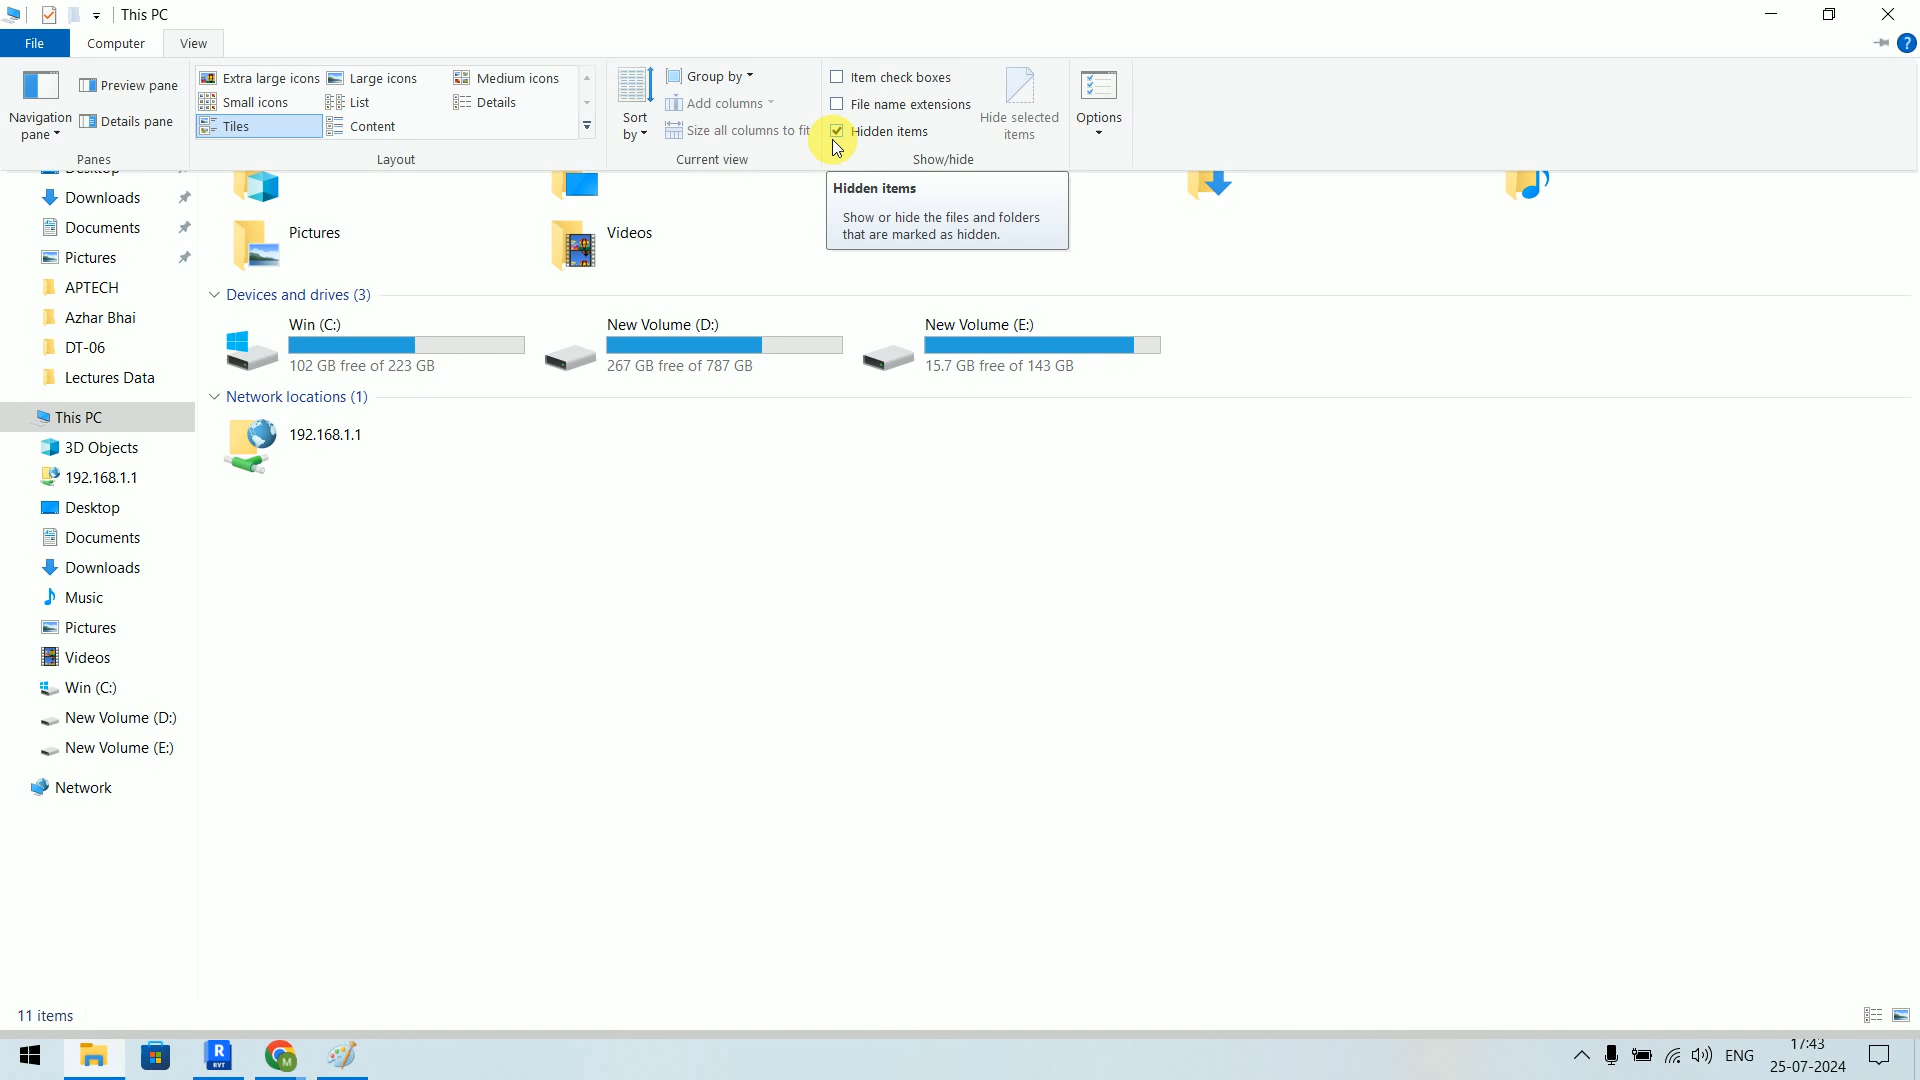 This PC
File
Computer
View
Navigation pane
Preview pane
Details pane
Panes
Extra large icons
Large icons
Medium icons
Small icons
List
Details
Tiles
Content
Layout
Sort by
Group by
Add columns
Size all columns to fit
Current view
Item check boxes
File name extensions
Hidden items
Hide selected items
Show/hide
Options
Hidden items
Show or hide the files and folders
that are marked as hidden.
Desktop
Downloads
Documents
Pictures
APTECH
Azhar Bhai
DT-06
Lectures Data
This PC
3D Objects
192.168.1.1
Desktop
Documents
Downloads
Music
Pictures
Videos
Win (C:)
New Volume (D:)
New Volume (E:)
Network
Pictures
Videos
Devices and drives (3)
Win (C:)
102 GB free of 223 GB
New Volume (D:)
267 GB free of 787 GB
New Volume (E:)
15.7 GB free of 143 GB
Network locations (1)
192.168.1.1
11 items
R
RVT
M
ENG
17:43
25-07-2024